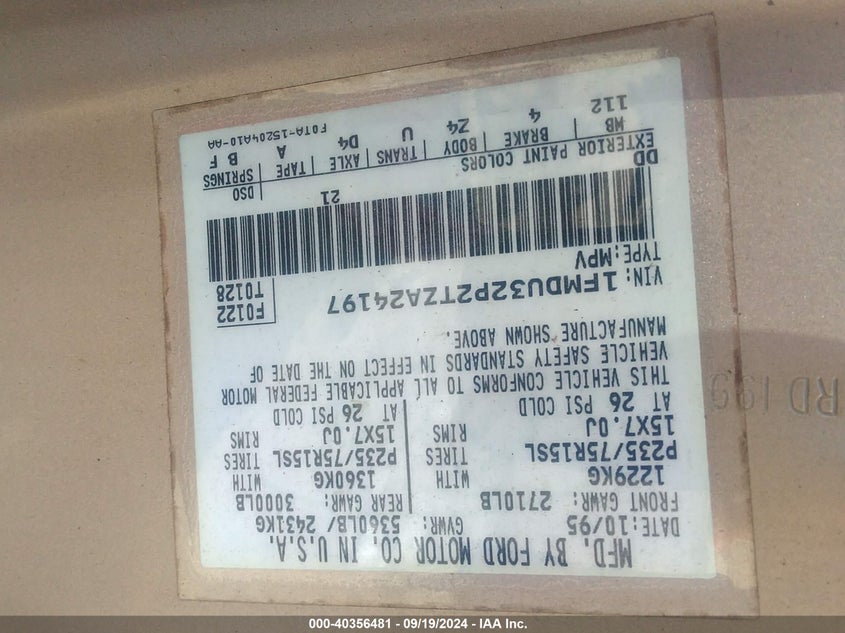 MFD. BY FORD MOTOR CO. IN U.S.A.
DATE: 10/95 GVWR: 5360LB/ 2431KG
FRONT GAWR: 2710LB REAR GAWR: 3000LB
1229KG WITH 1360KG WITH
P235/75R15SL TIRES P235/75R15SL TIRES
15X7.0J RIMS 15X7.0J RIMS
AT 26 PSI COLD AT 26 PSI COLD
THIS VEHICLE CONFORMS TO ALL APPLICABLE FEDERAL MOTOR
VEHICLE SAFETY STANDARDS IN EFFECT ON THE DATE OF
MANUFACTURE SHOWN ABOVE.
VIN: 1FMDU32P2TZA24197 F0122
TYPE: MPV T0128
21
DD
EXTERIOR PAINT COLORS DSO
WB BRAKE BODY TRANS AXLE TAPE SPRINGS
112 4 Z4 U D4 A B F
F0TA-15204A10-AA
RD 199
000-40356481 - 09/19/2024 - IAA Inc.